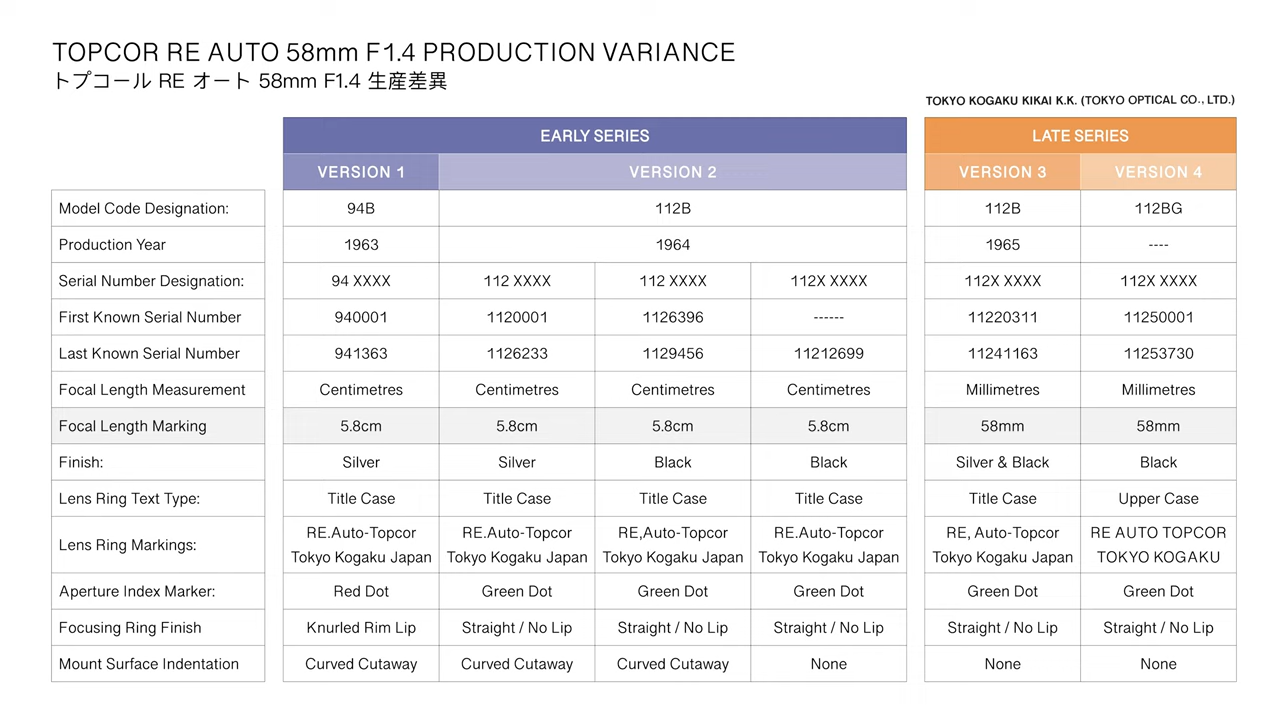 TOPCOR RE AUTO 58mm F1.4 PRODUCTION VARIANCE
トプコール RE オート 58mm F1.4 生産差異
TOKYO KOGAKU KIKAI K.K. (TOKYO OPTICAL CO., LTD.)
EARLY SERIES LATE SERIES
VERSION 1 VERSION 2 VERSION 3 VERSION 4
Model Code Designation: 94B 112B 112B 112BG
Production Year 1963 1964 1965 ----
Serial Number Designation: 94 XXXX 112 XXXX 112 XXXX 112X XXXX 112X XXXX 112X XXXX
First Known Serial Number 940001 1120001 1126396 ------ 11220311 11250001
Last Known Serial Number 941363 1126233 1129456 11212699 11241163 11253730
Focal Length Measurement Centimetres Centimetres Centimetres Centimetres Millimetres Millimetres
Focal Length Marking 5.8cm 5.8cm 5.8cm 5.8cm 58mm 58mm
Finish: Silver Silver Black Black Silver & Black Black
Lens Ring Text Type: Title Case Title Case Title Case Title Case Title Case Upper Case
Lens Ring Markings: RE.Auto-Topcor RE.Auto-Topcor RE,Auto-Topcor RE.Auto-Topcor RE, Auto-Topcor RE AUTO TOPCOR
Tokyo Kogaku Japan Tokyo Kogaku Japan Tokyo Kogaku Japan Tokyo Kogaku Japan Tokyo Kogaku Japan TOKYO KOGAKU
Aperture Index Marker: Red Dot Green Dot Green Dot Green Dot Green Dot Green Dot
Focusing Ring Finish Knurled Rim Lip Straight / No Lip Straight / No Lip Straight / No Lip Straight / No Lip Straight / No Lip
Mount Surface Indentation Curved Cutaway Curved Cutaway Curved Cutaway None None None